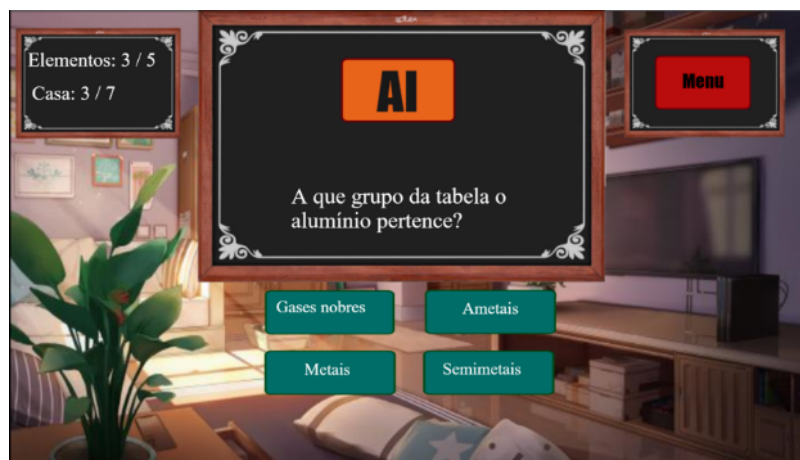 Elementos: 3 / 5
Casa: 3 / 7
Al
Menu
A que grupo da tabela o
alumínio pertence?
Gases nobres
Ametais
Metais
Semimetais